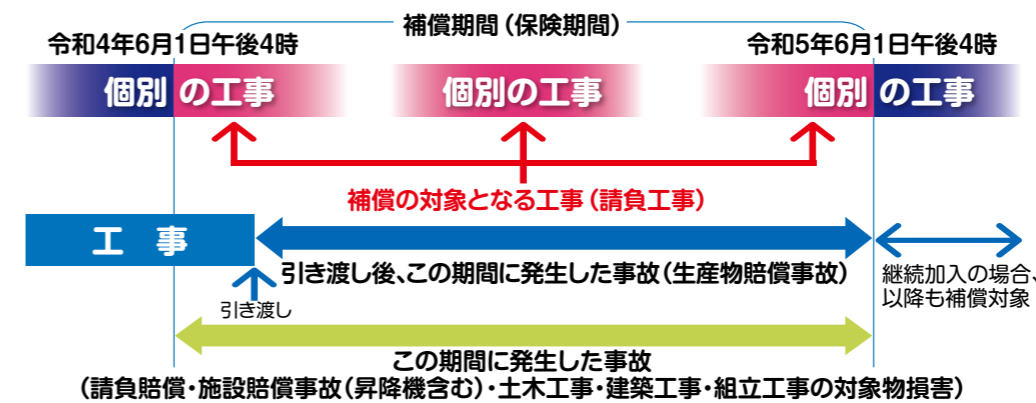 補償期間（保険期間）
令和4年6月1日午後4時
令和5年6月1日午後4時
個別の工事
個別の工事
個別の工事
補償の対象となる工事（請負工事）
工　事
引き渡し後、この期間に発生した事故（生産物賠償事故）
継続加入の場合、
以降も補償対象
引き渡し
この期間に発生した事故
（請負賠償・施設賠償事故（昇降機含む）・土木工事・建築工事・組立工事の対象物損害）